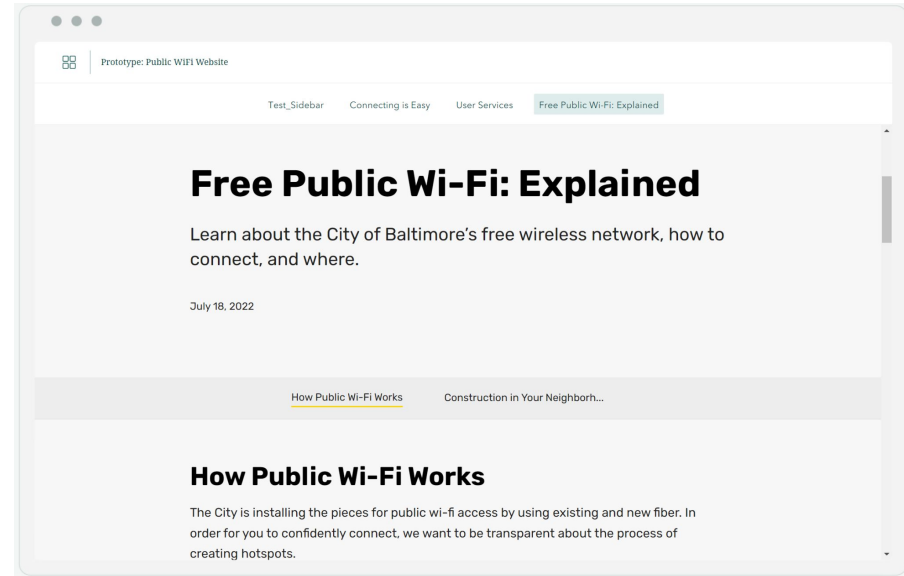 Prototype: Public WiFi Website
Test_Sidebar Connecting is Easy User Services Free Public Wi-Fi: Explained
Free Public Wi-Fi: Explained
Learn about the City of Baltimore's free wireless network, how to
connect, and where.
July 18, 2022
How Public Wi-Fi Works Construction in Your Neighborh...
How Public Wi-Fi Works
The City is installing the pieces for public wi-fi access by using existing and new fiber. In
order for you to confidently connect, we want to be transparent about the process of
creating hotspots.